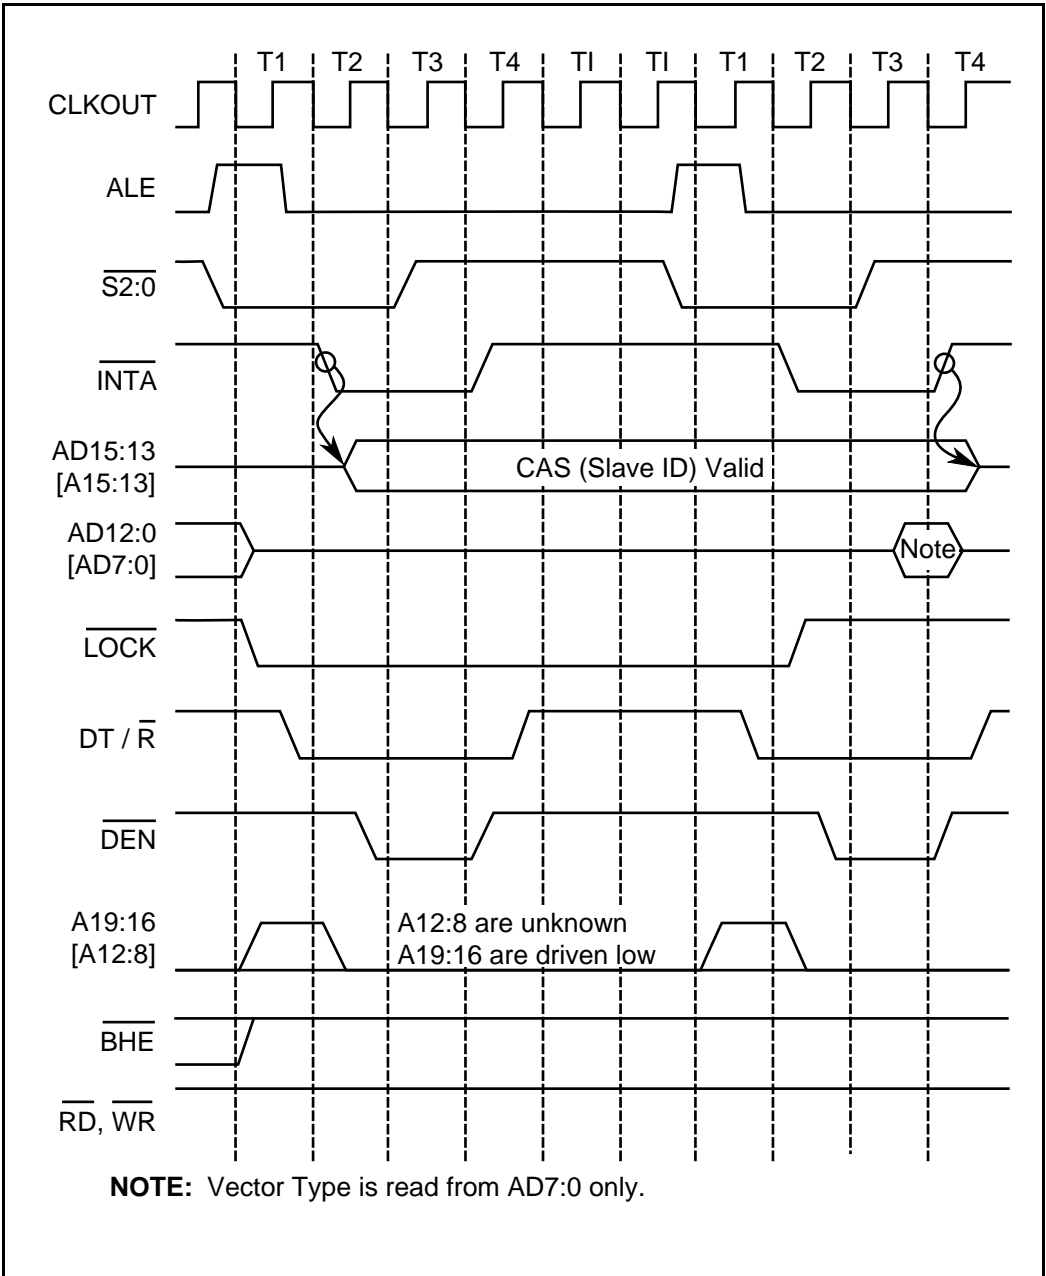 T1 T2 T3 T4 TI TI T1 T2 T3 T4
CLKOUT
ALE
S2:0
INTA
AD15:13
[A15:13]
CAS (Slave ID) Valid
AD12:0
[AD7:0]
Note
LOCK
DT / R
DEN
A19:16
[A12:8]
A12:8 are unknown
A19:16 are driven low
BHE
RD, WR
NOTE: Vector Type is read from AD7:0 only.